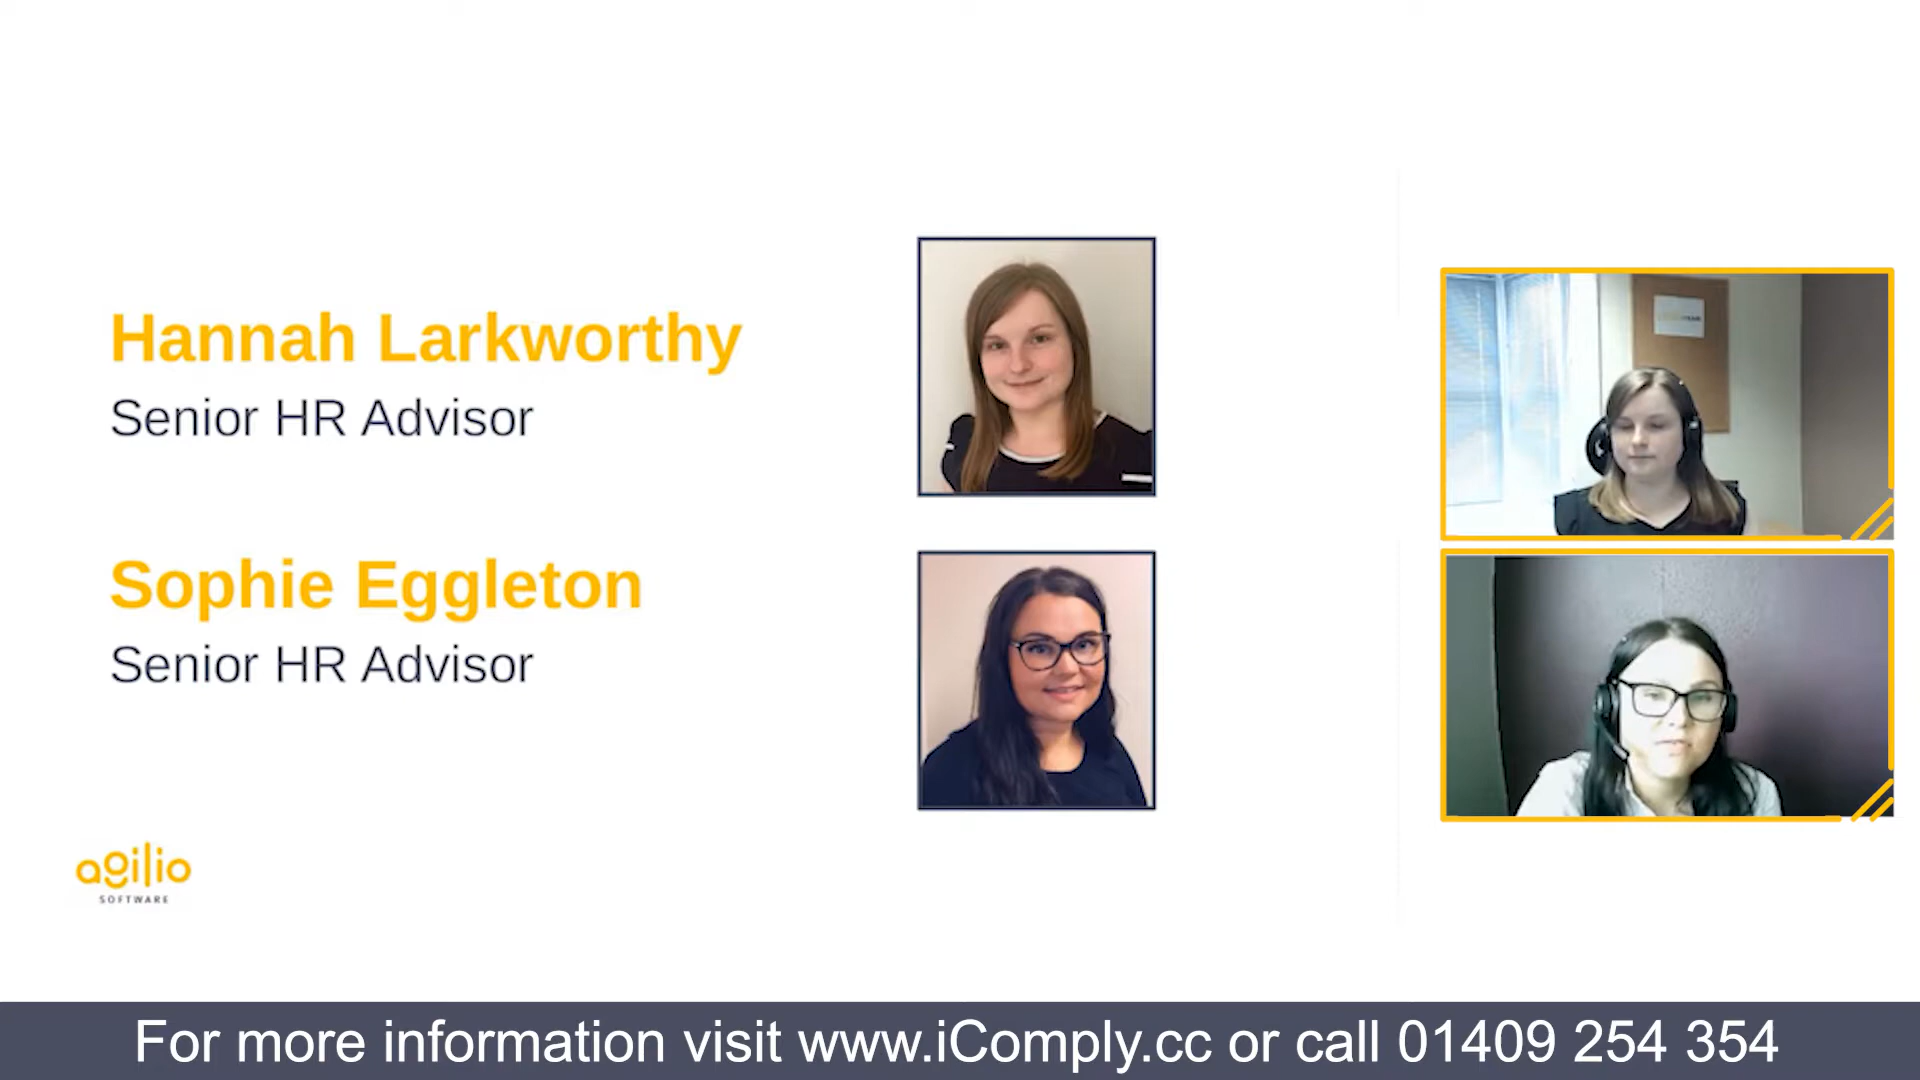 Hannah Larkworthy
Senior HR Advisor
Sophie Eggleton
Senior HR Advisor
agilio
SOFTWARE
For more information visit www.iComply.cc or call 01409 254 354